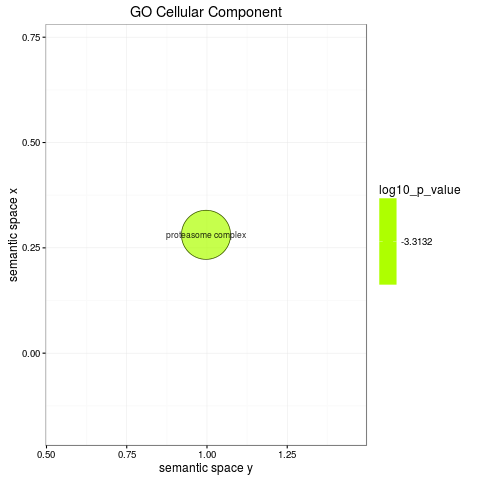 GO Cellular Component
0.75
0.50
0.25
0.00
semantic space x
proteasome complex
0.50 0.75 1.00 1.25
semantic space y
log10_p_value
-3.3132